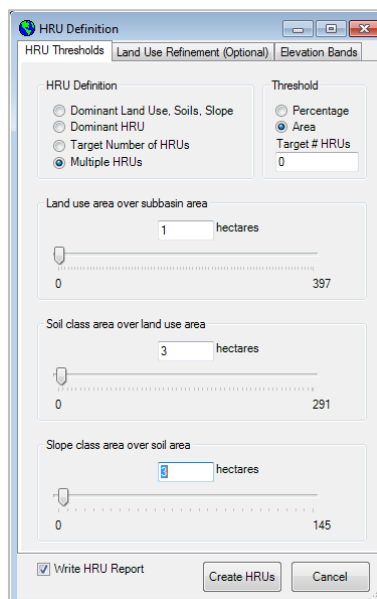 HRU Definition
HRU Thresholds Land Use Refinement (Optional) Elevation Bands
HRU Definition
Dominant Land Use, Soils, Slope
Dominant HRU
Target Number of HRUs
Multiple HRUs
Threshold
Percentage
Area
Target # HRUs
0
Land use area over subbasin area
1 hectares
0 397
Soil class area over land use area
3 hectares
0 291
Slope class area over soil area
3 hectares
0 145
Write HRU Report Create HRUs Cancel